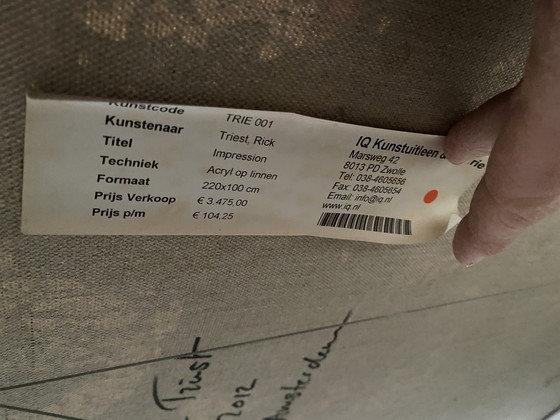 Kunstcode TRIE 001
Kunstenaar Triest, Rick
Titel Impression
Techniek Acryl op linnen
Formaat 220x100 cm
Prijs Verkoop € 3.475,00
Prijs p/m € 104,25
IQ Kunstuitleen rie
Marsweg 42
8013 PD Zwolle
Tel: 038-4605656
Fax: 038-4605654
Email: info@iq.nl
www.iq.nl
Triest
2012
Amsterdam